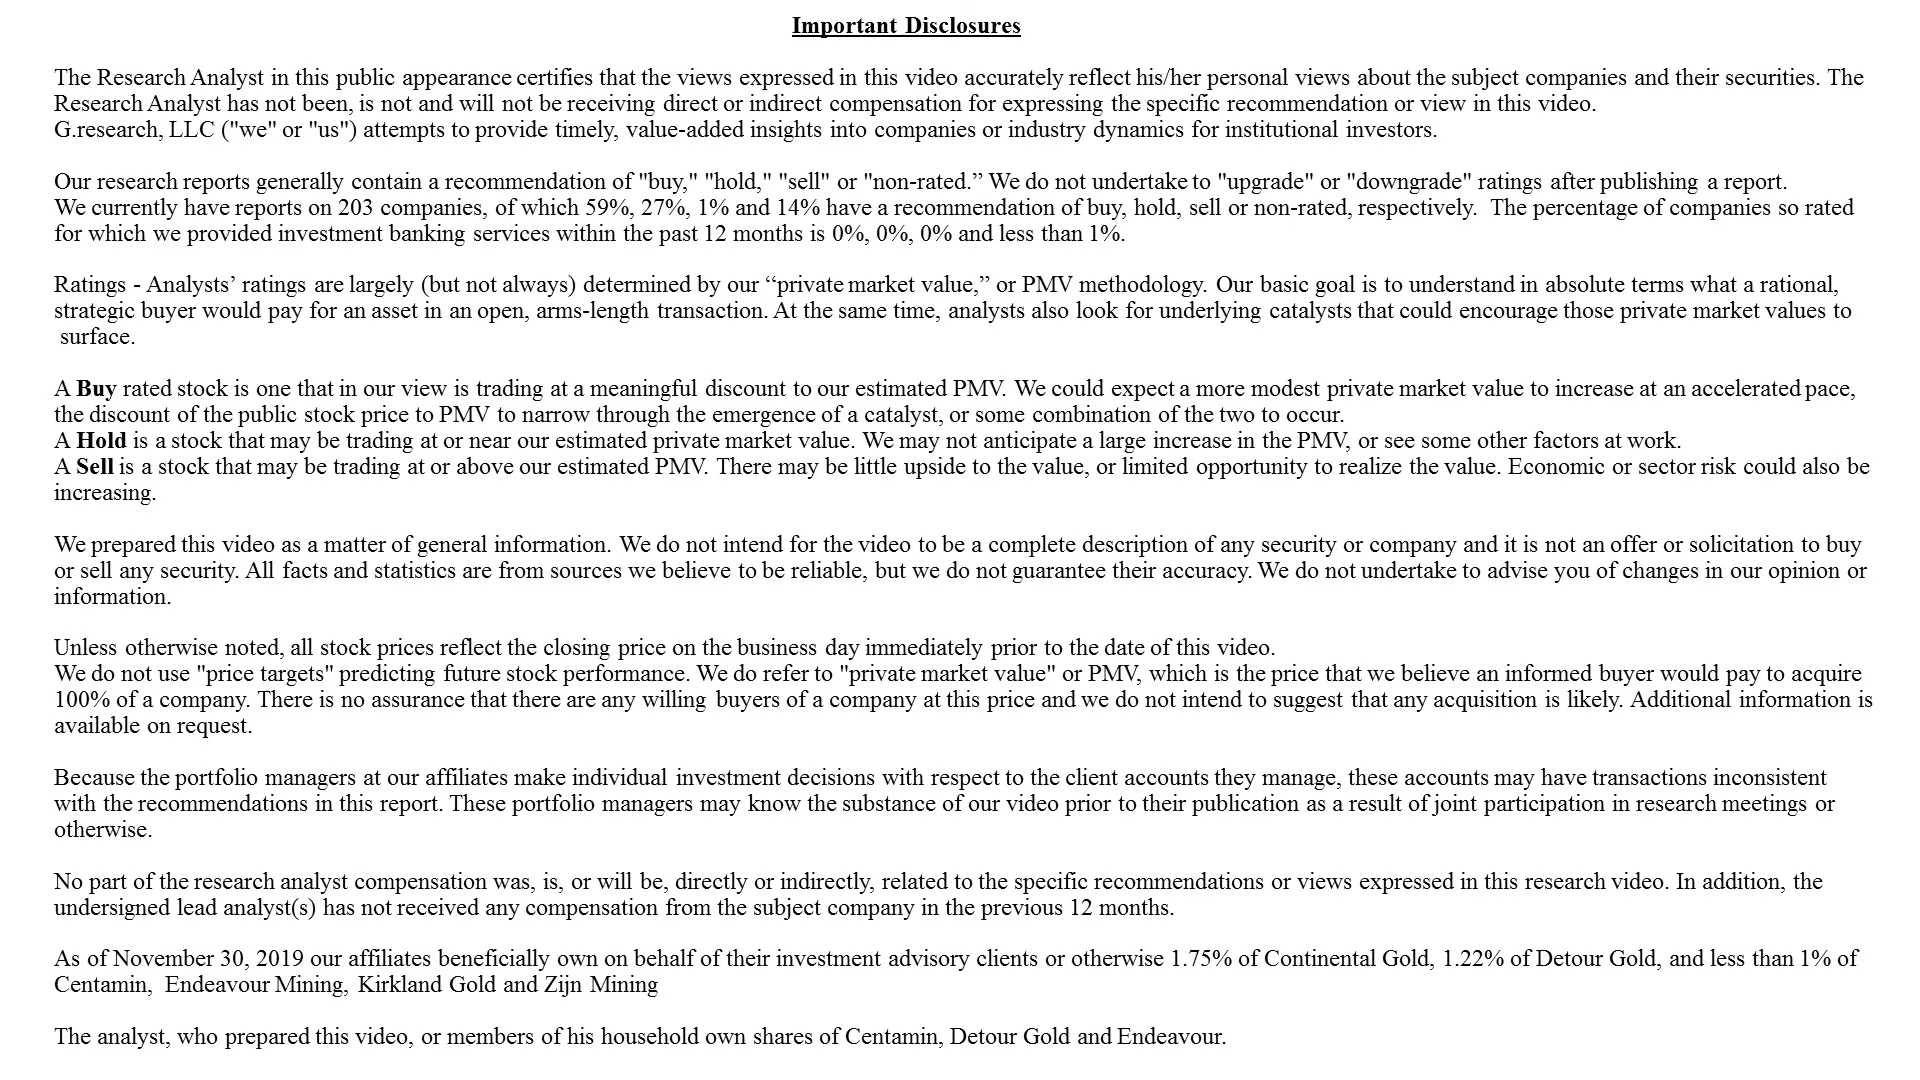 Important Disclosures
The Research Analyst in this public appearance certifies that the views expressed in this video accurately reflect his/her personal views about the subject companies and their securities. The
Research Analyst has not been, is not and will not be receiving direct or indirect compensation for expressing the specific recommendation or view in this video.
G.research, LLC ("we" or "us") attempts to provide timely, value-added insights into companies or industry dynamics for institutional investors.
Our research reports generally contain a recommendation of "buy," "hold," "sell" or "non-rated.” We do not undertake to "upgrade" or "downgrade" ratings after publishing a report.
We currently have reports on 203 companies, of which 59%, 27%, 1% and 14% have a recommendation of buy, hold, sell or non-rated, respectively. The percentage of companies so rated
for which we provided investment banking services within the past 12 months is 0%, 0%, 0% and less than 1%.
Ratings - Analysts’ ratings are largely (but not always) determined by our “private market value,” or PMV methodology. Our basic goal is to understand in absolute terms what a rational,
strategic buyer would pay for an asset in an open, arms-length transaction. At the same time, analysts also look for underlying catalysts that could encourage those private market values to
surface.
A Buy rated stock is one that in our view is trading at a meaningful discount to our estimated PMV. We could expect a more modest private market value to increase at an accelerated pace,
the discount of the public stock price to PMV to narrow through the emergence of a catalyst, or some combination of the two to occur.
A Hold is a stock that may be trading at or near our estimated private market value. We may not anticipate a large increase in the PMV, or see some other factors at work.
A Sell is a stock that may be trading at or above our estimated PMV. There may be little upside to the value, or limited opportunity to realize the value. Economic or sector risk could also be
increasing.
We prepared this video as a matter of general information. We do not intend for the video to be a complete description of any security or company and it is not an offer or solicitation to buy
or sell any security. All facts and statistics are from sources we believe to be reliable, but we do not guarantee their accuracy. We do not undertake to advise you of changes in our opinion or
information.
Unless otherwise noted, all stock prices reflect the closing price on the business day immediately prior to the date of this video.
We do not use "price targets" predicting future stock performance. We do refer to "private market value" or PMV, which is the price that we believe an informed buyer would pay to acquire
100% of a company. There is no assurance that there are any willing buyers of a company at this price and we do not intend to suggest that any acquisition is likely. Additional information is
available on request.
Because the portfolio managers at our affiliates make individual investment decisions with respect to the client accounts they manage, these accounts may have transactions inconsistent
with the recommendations in this report. These portfolio managers may know the substance of our video prior to their publication as a result of joint participation in research meetings or
otherwise.
No part of the research analyst compensation was, is, or will be, directly or indirectly, related to the specific recommendations or views expressed in this research video. In addition, the
undersigned lead analyst(s) has not received any compensation from the subject company in the previous 12 months.
As of November 30, 2019 our affiliates beneficially own on behalf of their investment advisory clients or otherwise 1.75% of Continental Gold, 1.22% of Detour Gold, and less than 1% of
Centamin, Endeavour Mining, Kirkland Gold and Zijn Mining
The analyst, who prepared this video, or members of his household own shares of Centamin, Detour Gold and Endeavour.